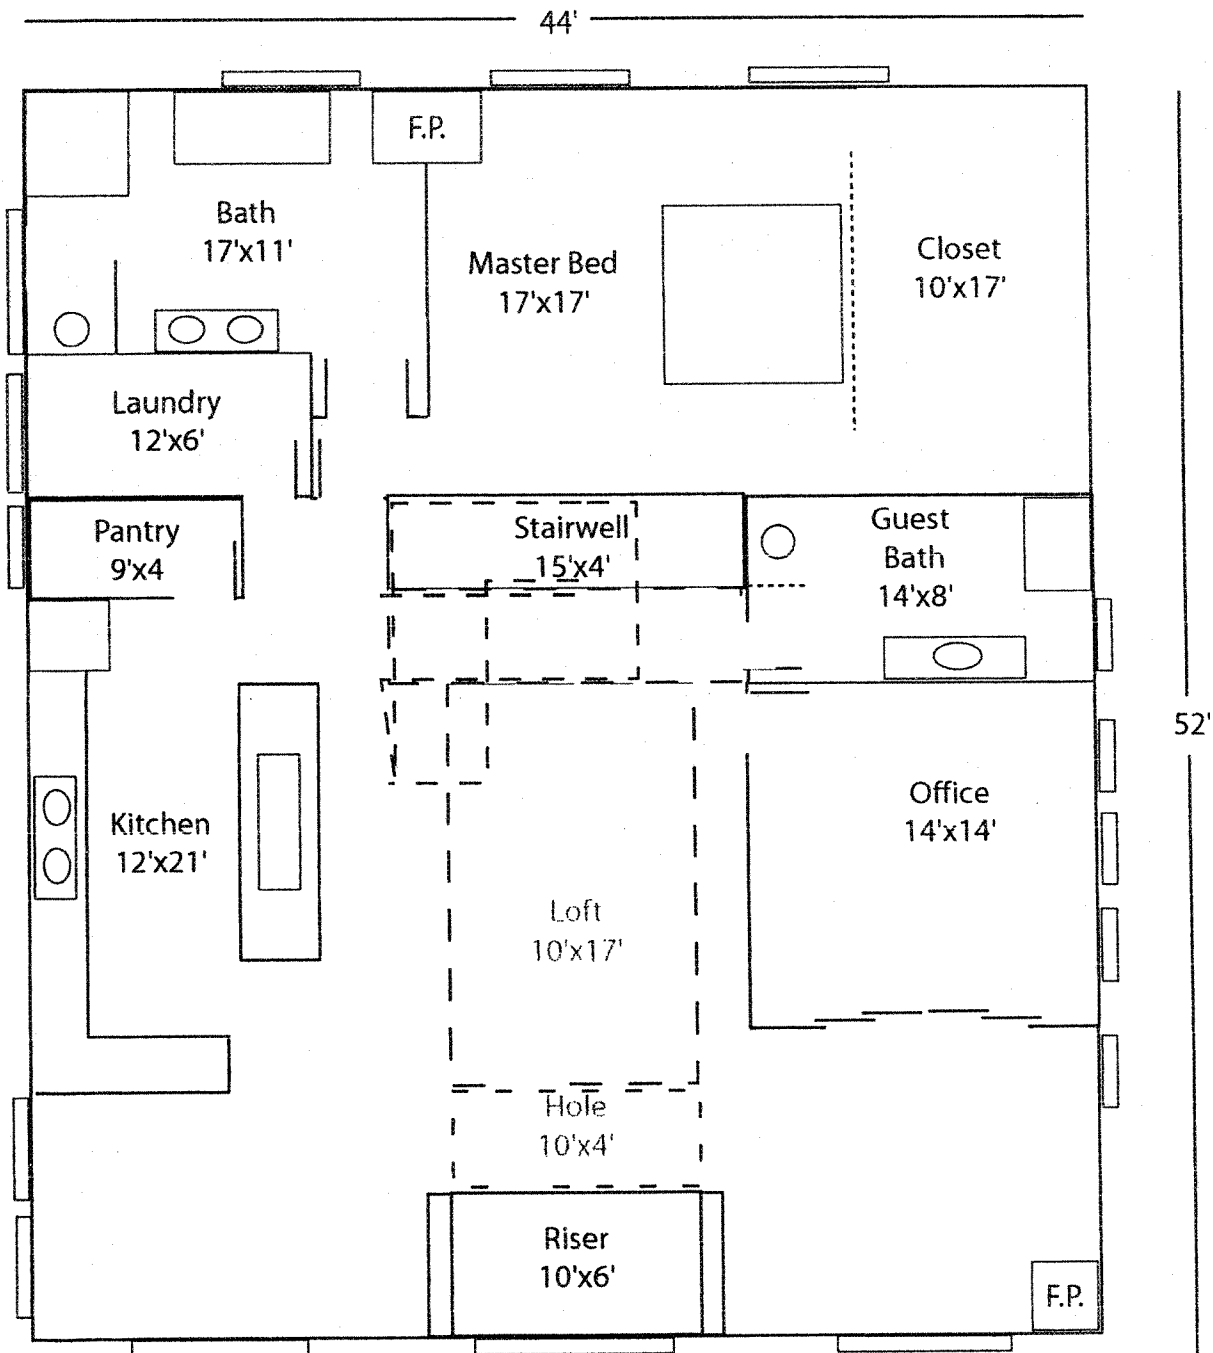 44'
F.P.
Bath
17'x11'
Master Bed
17'x17'
Closet
10'x17'
Laundry
12'x6'
Pantry
9'x4
Stairwell
15'x4'
Guest
Bath
14'x8'
52'
Kitchen
12'x21'
Office
14'x14'
Loft
10'x17'
Hole
10'x4'
Riser
10'x6'
F.P.